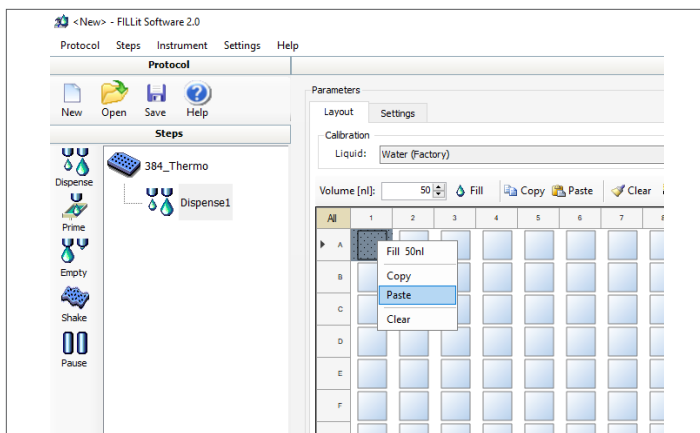 <New> - FILLit Software 2.0
Protocol Steps Instrument Settings Help
Protocol
New Open Save Help
Steps
Dispense
Prime
Empty
Shake
Pause
384_Thermo
Dispense1
Parameters
Layout Settings
Calibration
Liquid: Water (Factory)
Volume [nl]: 50 Fill Copy Paste Clear
All 1 2 3 4 5 6 7 8
A
B
C
D
E
F
Fill 50nl
Copy
Paste
Clear